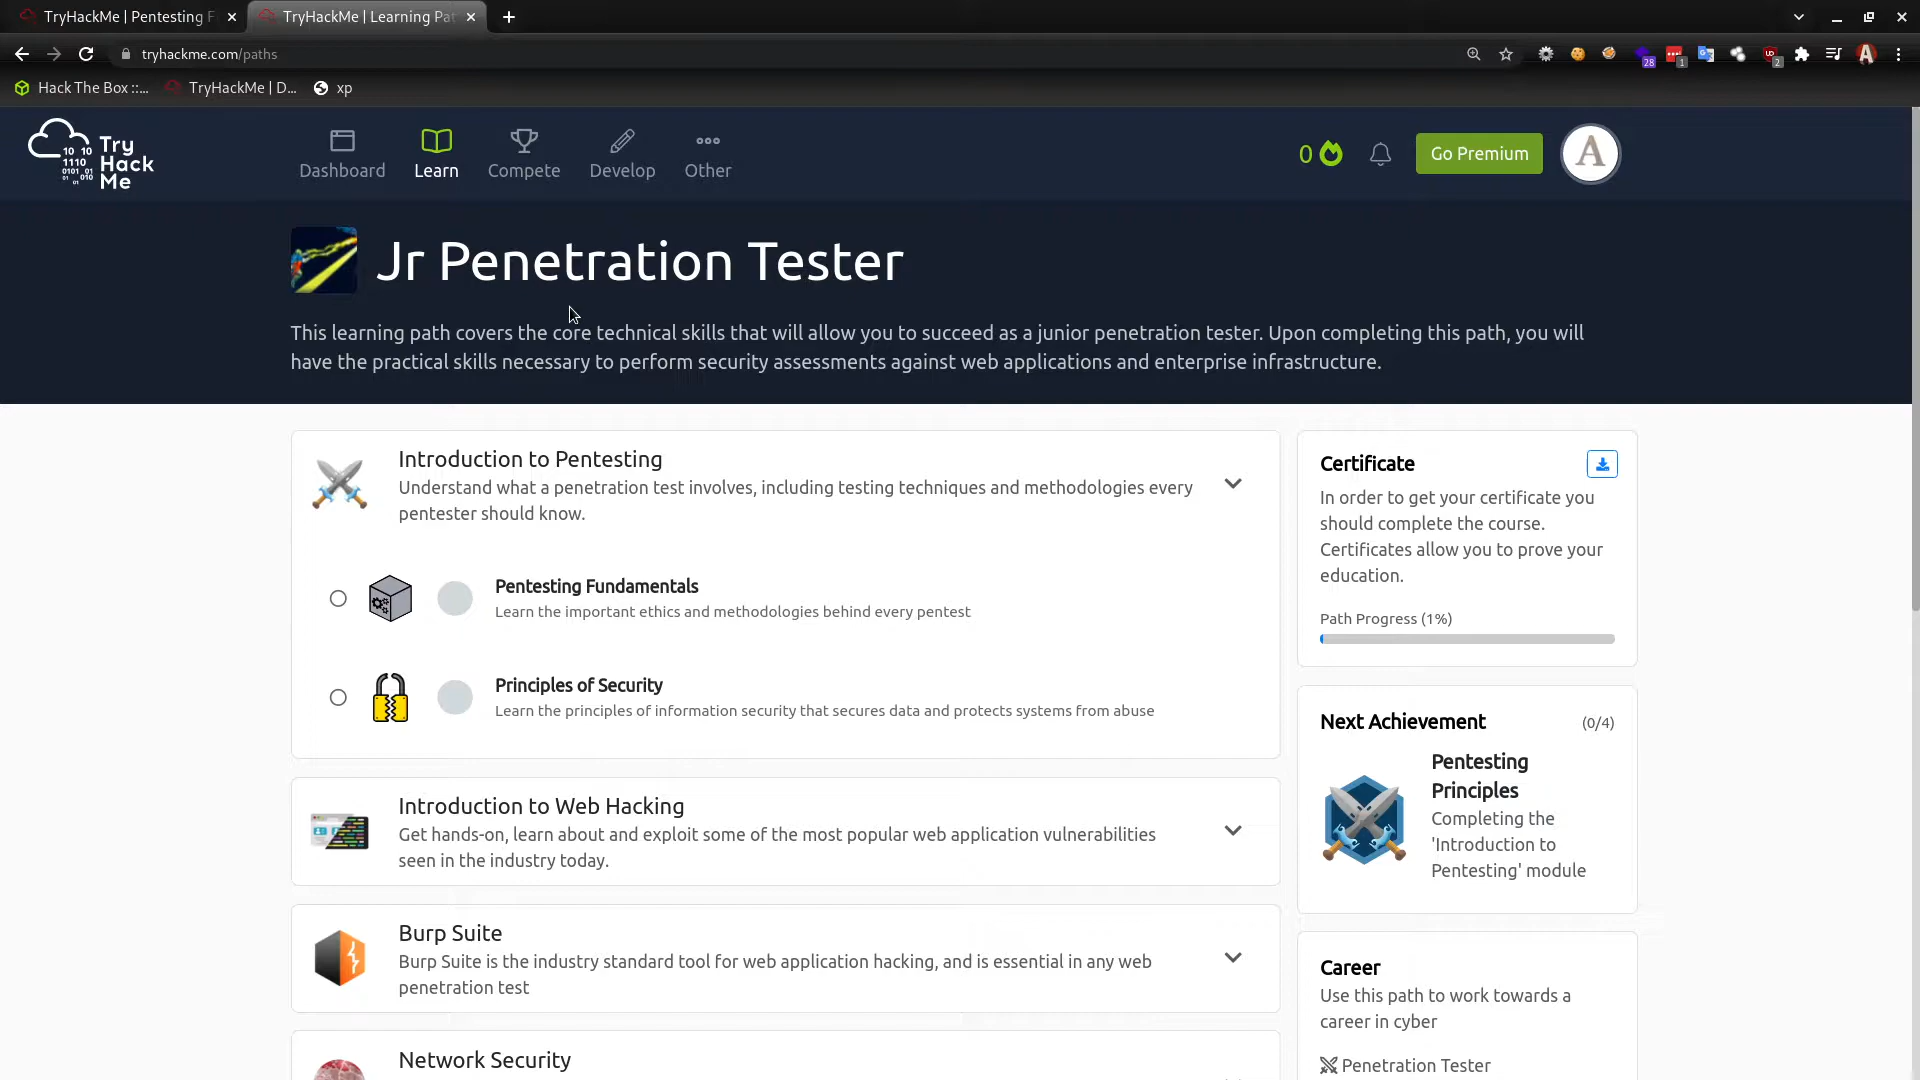 TryHackMe | Pentesting F
TryHackMe | Learning Pat
tryhackme.com/paths
28
1
2
Hack The Box ::...
TryHackMe | D...
xp
Try
Hack
Me
Dashboard
Learn
Compete
Develop
Other
0
Go Premium
A
Jr Penetration Tester
This learning path covers the core technical skills that will allow you to succeed as a junior penetration tester. Upon completing this path, you will
have the practical skills necessary to perform security assessments against web applications and enterprise infrastructure.
Introduction to Pentesting
Understand what a penetration test involves, including testing techniques and methodologies every
pentester should know.
Pentesting Fundamentals
Learn the important ethics and methodologies behind every pentest
Principles of Security
Learn the principles of information security that secures data and protects systems from abuse
Introduction to Web Hacking
Get hands-on, learn about and exploit some of the most popular web application vulnerabilities
seen in the industry today.
Burp Suite
Burp Suite is the industry standard tool for web application hacking, and is essential in any web
penetration test
Network Security
Certificate
In order to get your certificate you
should complete the course.
Certificates allow you to prove your
education.
Path Progress (1%)
Next Achievement
(0/4)
Pentesting
Principles
Completing the
'Introduction to
Pentesting' module
Career
Use this path to work towards a
career in cyber
Penetration Tester